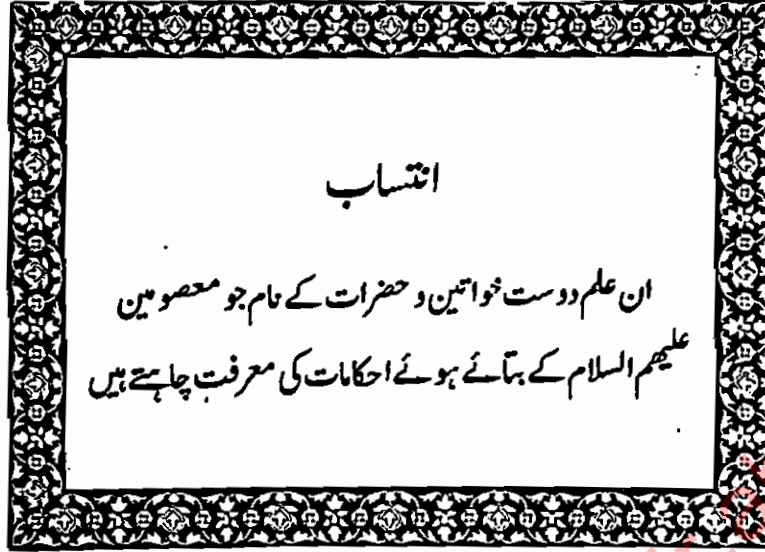 انتساب
ان علم دوست خواتین و حضرات کے نام جو معصومین
علیهم السلام کے بتائے ہوئے احکامات کی معرفت چاہتے ہیں